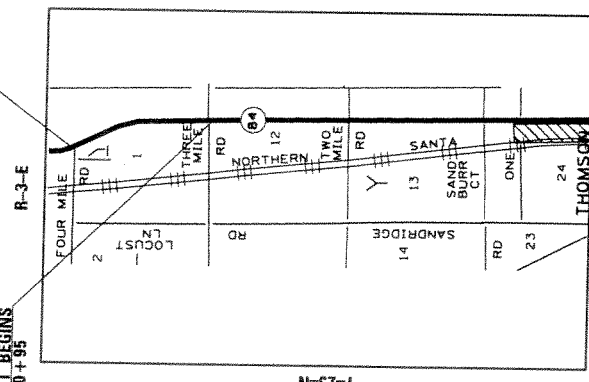 R-3-E
BEGINS
0+95
FOUR MILE
RD
1
THREE
MILE
RD
84
12
TWO
MILE
RD
NORTHERN
SANTA
13
SAND
BURR
CT
ONE
24
THOMSON
2
LOCUST
LN
RD
14
SANDRIDGE
RD
23